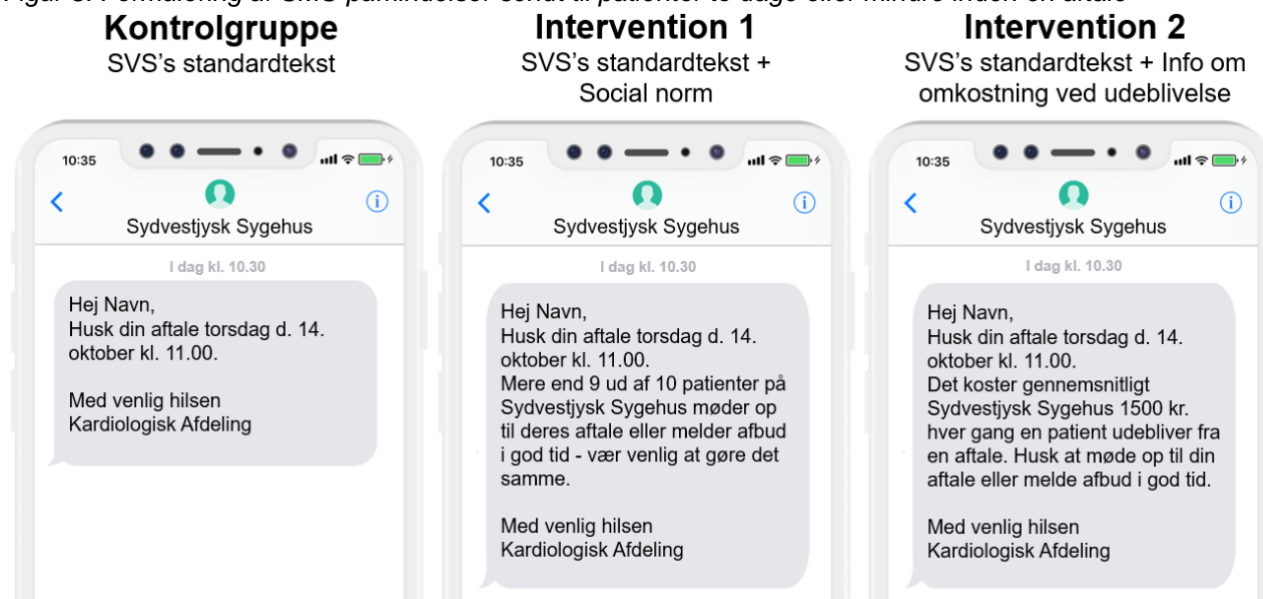 Kontrolgruppe
SVS's standardtekst
10:35
Sydvestjysk Sygehus
I dag kl. 10.30
Hej Navn,
Husk din aftale torsdag d. 14.
oktober kl. 11.00.
Med venlig hilsen
Kardiologisk Afdeling
Intervention 1
SVS's standardtekst +
Social norm
10:35
Sydvestjysk Sygehus
I dag kl. 10.30
Hej Navn,
Husk din aftale torsdag d. 14.
oktober kl. 11.00.
Mere end 9 ud af 10 patienter på
Sydvestjysk Sygehus møder op
til deres aftale eller melder afbud
i god tid - vær venlig at gøre det
samme.
Med venlig hilsen
Kardiologisk Afdeling
Intervention 2
SVS's standardtekst + Info om
omkostning ved udeblivelse
10:35
Sydvestjysk Sygehus
I dag kl. 10.30
Hej Navn,
Husk din aftale torsdag d. 14.
oktober kl. 11.00.
Det koster gennemsnitligt
Sydvestjysk Sygehus 1500 kr.
hver gang en patient udebliver fra
en aftale. Husk at møde op til din
aftale eller melde afbud i god tid.
Med venlig hilsen
Kardiologisk Afdeling